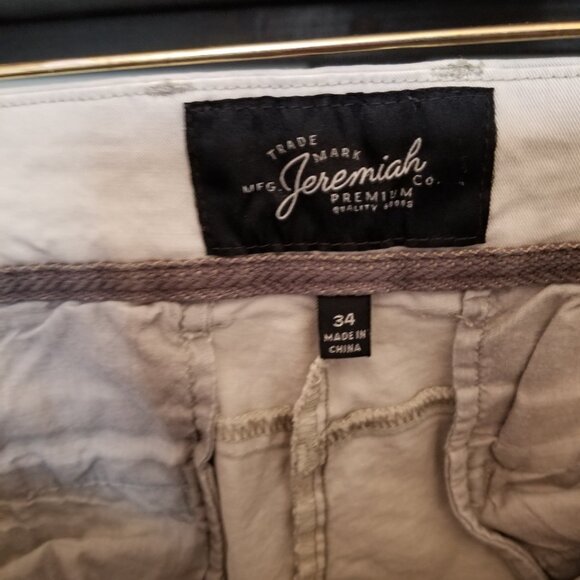 TRADE MARK
MFG. Jeremiah Co.
PREMIUM
QUALITY GOODS
34
MADE IN
CHINA